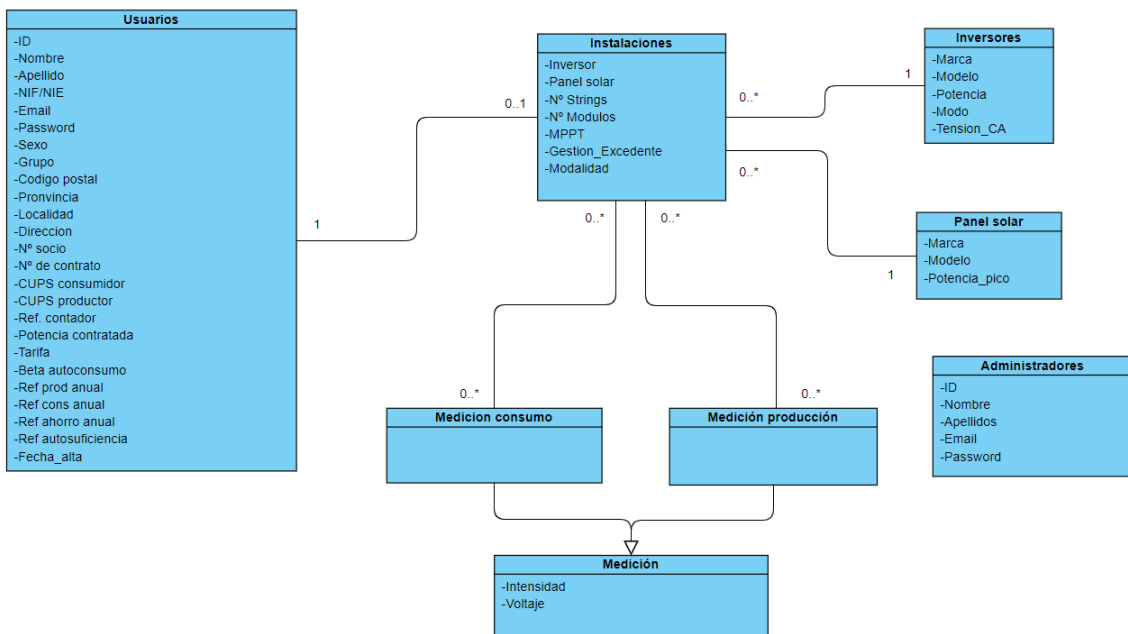 Usuarios
-ID
-Nombre
-Apellido
-NIF/NIE
-Email
-Password
-Sexo
-Grupo
-Codigo postal
-Pronvincia
-Localidad
-Direccion
-Nº socio
-Nº de contrato
-CUPS consumidor
-CUPS productor
-Ref. contador
-Potencia contratada
-Tarifa
-Beta autoconsumo
-Ref prod anual
-Ref cons anual
-Ref ahorro anual
-Ref autosuficiencia
-Fecha_alta
1
0..1
Instalaciones
-Inversor
-Panel solar
-Nº Strings
-Nº Modulos
-MPPT
-Gestion_Excedente
-Modalidad
0..*
1
0..*
1
Inversores
-Marca
-Modelo
-Potencia
-Modo
-Tension_CA
Panel solar
-Marca
-Modelo
-Potencia_pico
0..*
0..*
0..*
0..*
Medicion consumo
Medición producción
Administradores
-ID
-Nombre
-Apellidos
-Email
-Password
Medición
-Intensidad
-Voltaje